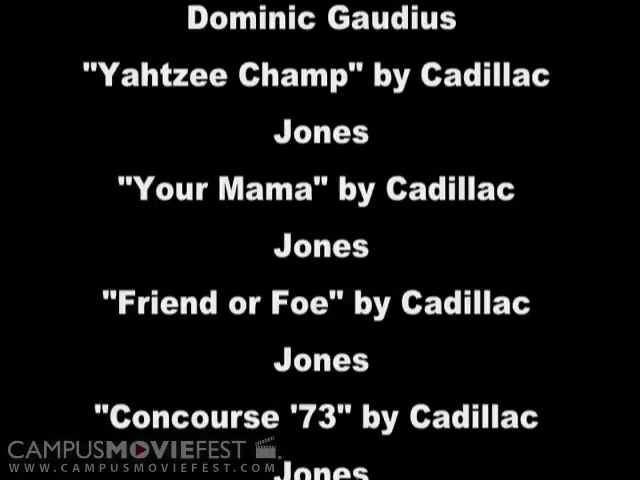 Dominic Gaudius
"Yahtzee Champ" by Cadillac
Jones
"Your Mama" by Cadillac
Jones
"Friend or Foe" by Cadillac
Jones
"Concourse '73" by Cadillac
Jones
CAMPUSMOVIEFEST
WWW.CAMPUSMOVIEFEST.COM